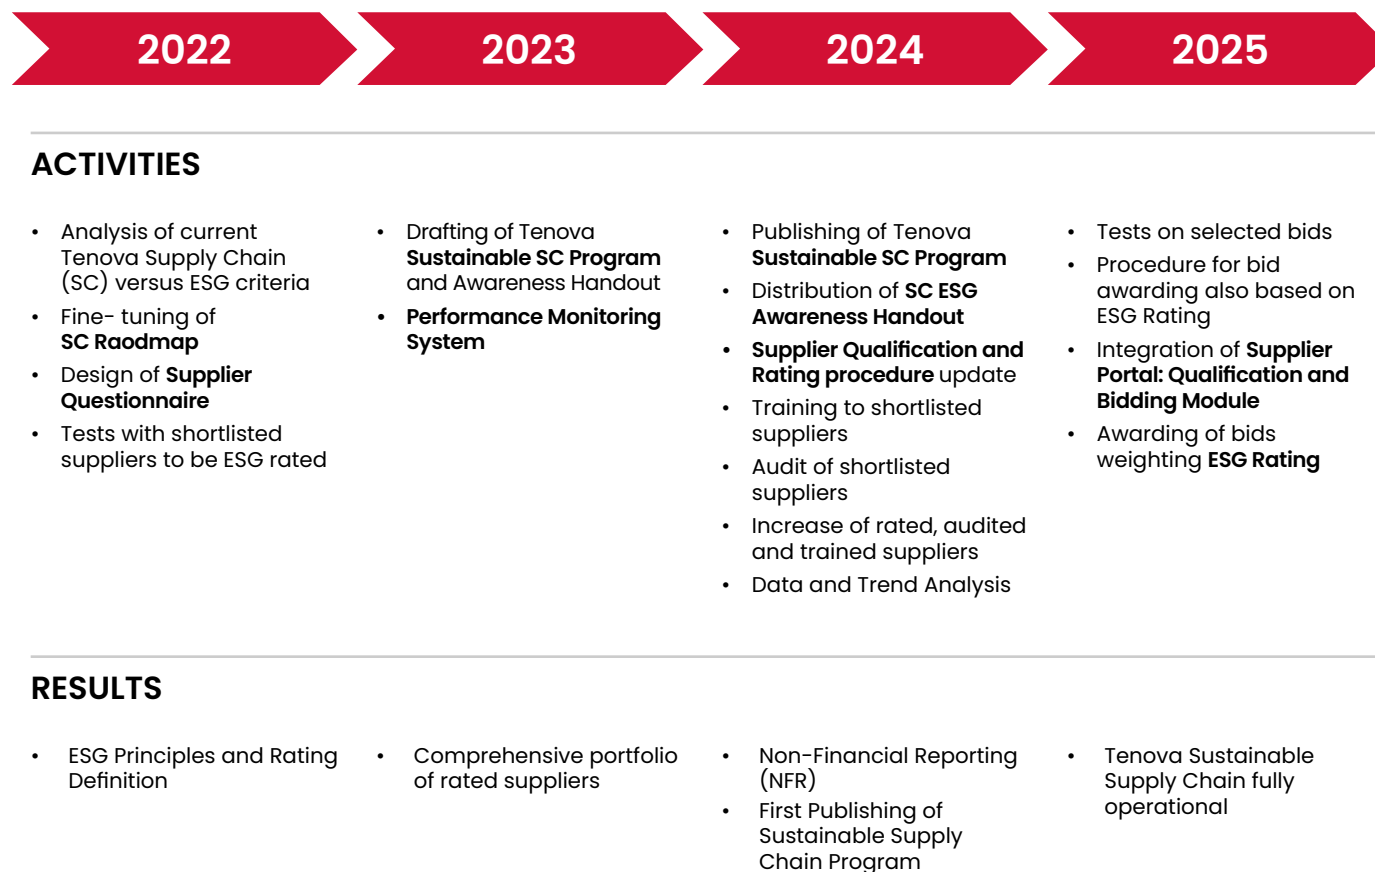 2022
2023
2024
2025
ACTIVITIES
• Analysis of current
Tenova Supply Chain
(SC) versus ESG criteria
• Fine- tuning of
SC Raodmap
• Design of Supplier
Questionnaire
• Tests with shortlisted
suppliers to be ESG rated
• Drafting of Tenova
Sustainable SC Program
and Awareness Handout
• Performance Monitoring
System
• Publishing of Tenova
Sustainable SC Program
• Distribution of SC ESG
Awareness Handout
• Supplier Qualification and
Rating procedure update
• Training to shortlisted
suppliers
• Audit of shortlisted
suppliers
• Increase of rated, audited
and trained suppliers
• Data and Trend Analysis
• Tests on selected bids
• Procedure for bid
awarding also based on
ESG Rating
• Integration of Supplier
Portal: Qualification and
Bidding Module
• Awarding of bids
weighting ESG Rating
RESULTS
• ESG Principles and Rating
Definition
• Comprehensive portfolio
of rated suppliers
• Non-Financial Reporting
(NFR)
• First Publishing of
Sustainable Supply
Chain Program
• Tenova Sustainable
Supply Chain fully
operational